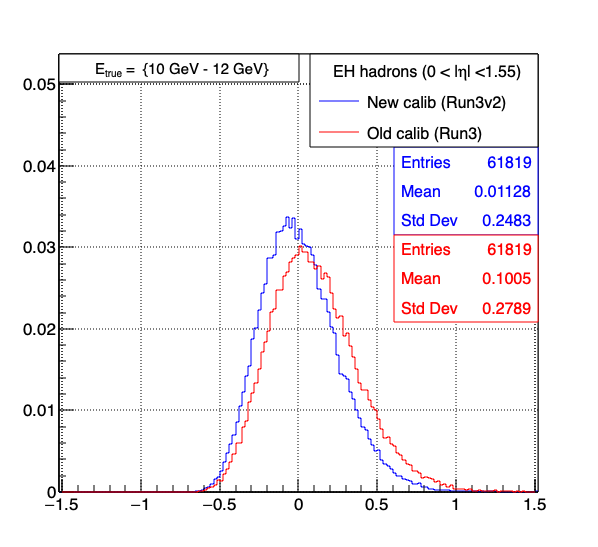 E_true = {10 GeV - 12 GeV}
EH hadrons (0 < |η| <1.55)
New calib (Run3v2)
Old calib (Run3)
Entries 61819
Mean 0.01128
Std Dev 0.2483
Entries 61819
Mean 0.1005
Std Dev 0.2789
0.05
0.04
0.03
0.02
0.01
0
−1.5 −1 −0.5 0 0.5 1 1.5